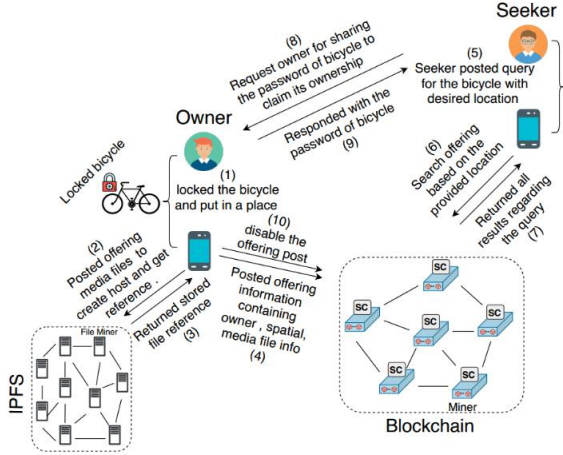 Seeker
(8)
Request owner for sharing
the password of bicycle to
claim its ownership
(5)
Seeker posted query
for the bicycle with
desired location
Owner
Responded with the
password of bicycle
(9)
(6)
Search offering
based on the
provided location
Returned all
results regarding
the query
(7)
Locked bicycle
(1)
locked the bicycle
and put in a place
(2)
Posted offering
media files to
create host and get
reference .
Returned stored
file reference
(3)
(10)
disable the
offering post
Posted offering
information
containing
owner , spatial,
media file info
(4)
IPFS
File Miner
SC
SC
SC
SC
SC
SC
SC
Miner
Blockchain